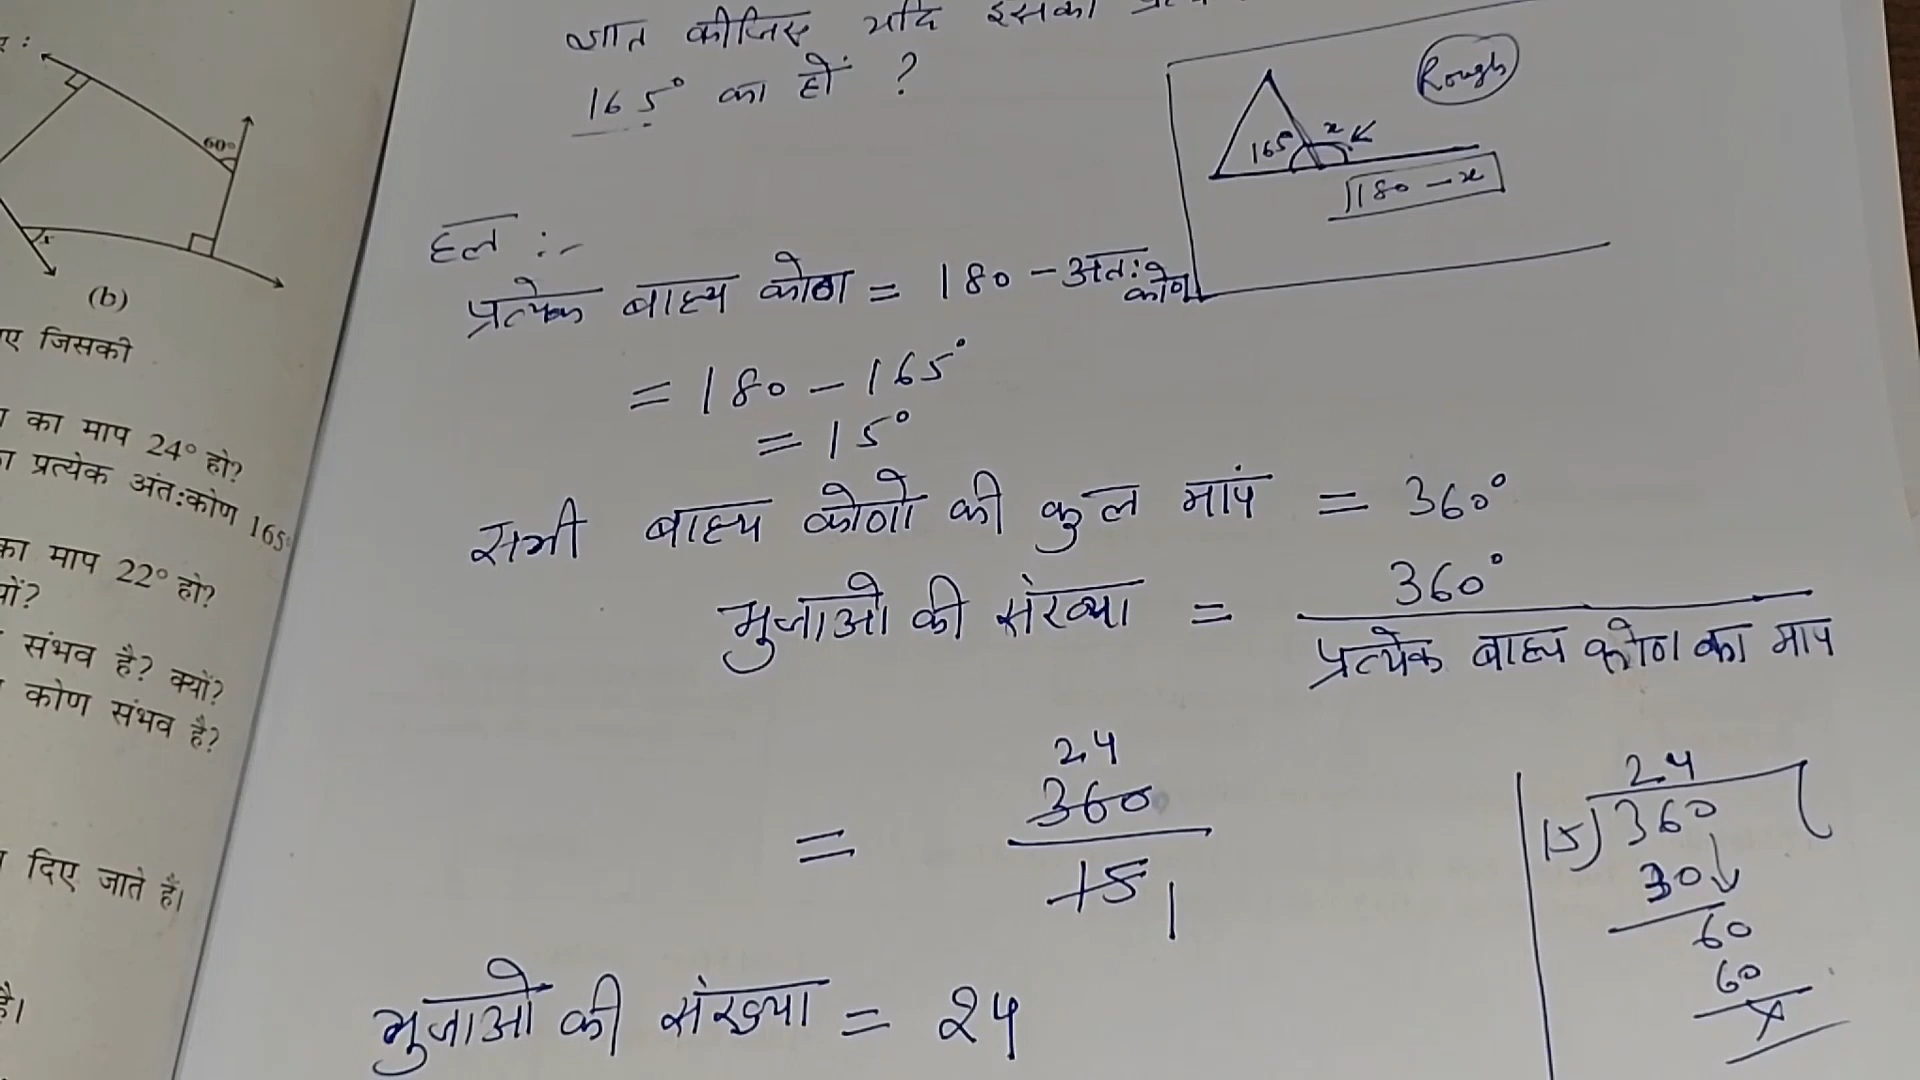 60°
x
(b)
जिसकी
का माप 24° हो?
प्रत्येक अंत:कोण 165
का माप 22° हो?
संभव है? क्यों?
कोण संभव है?
दिए जाते हैं।
है।
ज्ञात कीजिए यदि इसका
165° का हों ?
Rough
165 x
180 - x
हल :-
प्रत्येक बाह्य कोण = 180 - अंत: कोण
= 180 - 165°
= 15°
सभी बाह्य कोणों की कुल मांप = 360°
भुजाओं की संख्या = 360°
प्रत्येक बाह्य कोण का माप
24
= 360
15 1
24
15) 360
30
60
60
x
भुजाओं की संख्या = 24